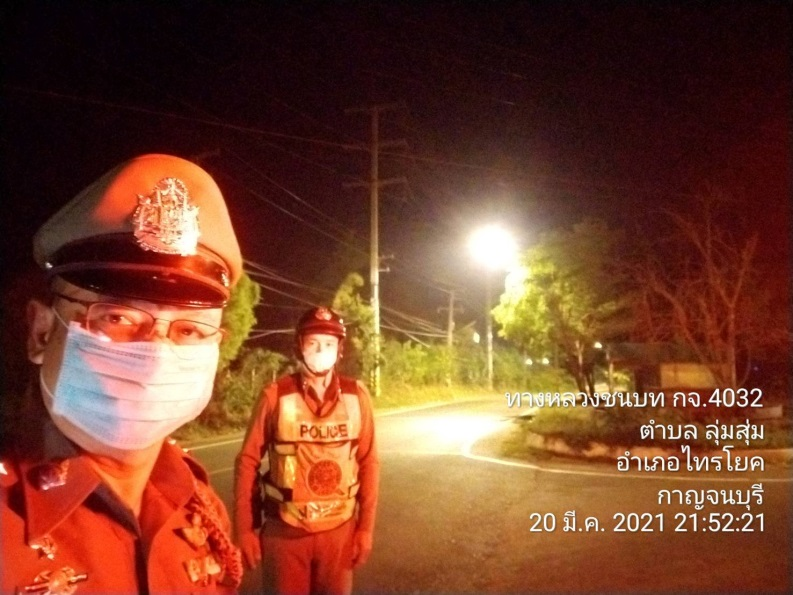 POLICE
ทางหลวงชนบท กจ.4032
ตำบล ลุ่มสุ่ม
อำเภอไทรโยค
กาญจนบุรี
20 มี.ค. 2021 21:52:21